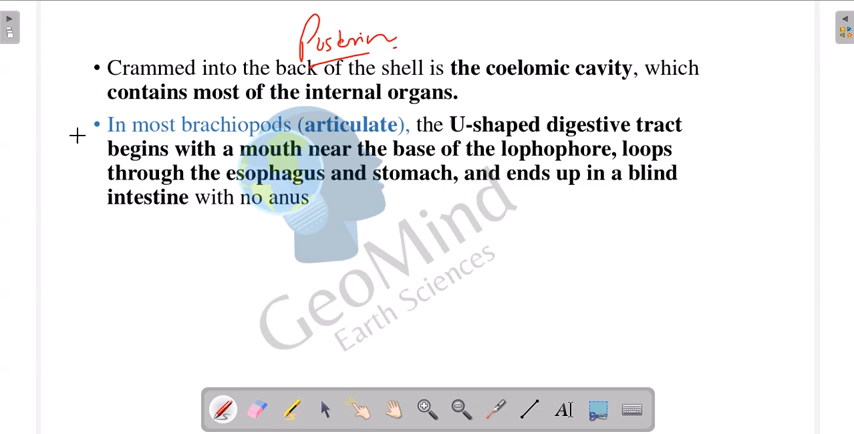 Posterior.
• Crammed into the back of the shell is the coelomic cavity, which
contains most of the internal organs.
• In most brachiopods (articulate), the U-shaped digestive tract
begins with a mouth near the base of the lophophore, loops
through the esophagus and stomach, and ends up in a blind
intestine with no anus
GeoMind
Earth Sciences